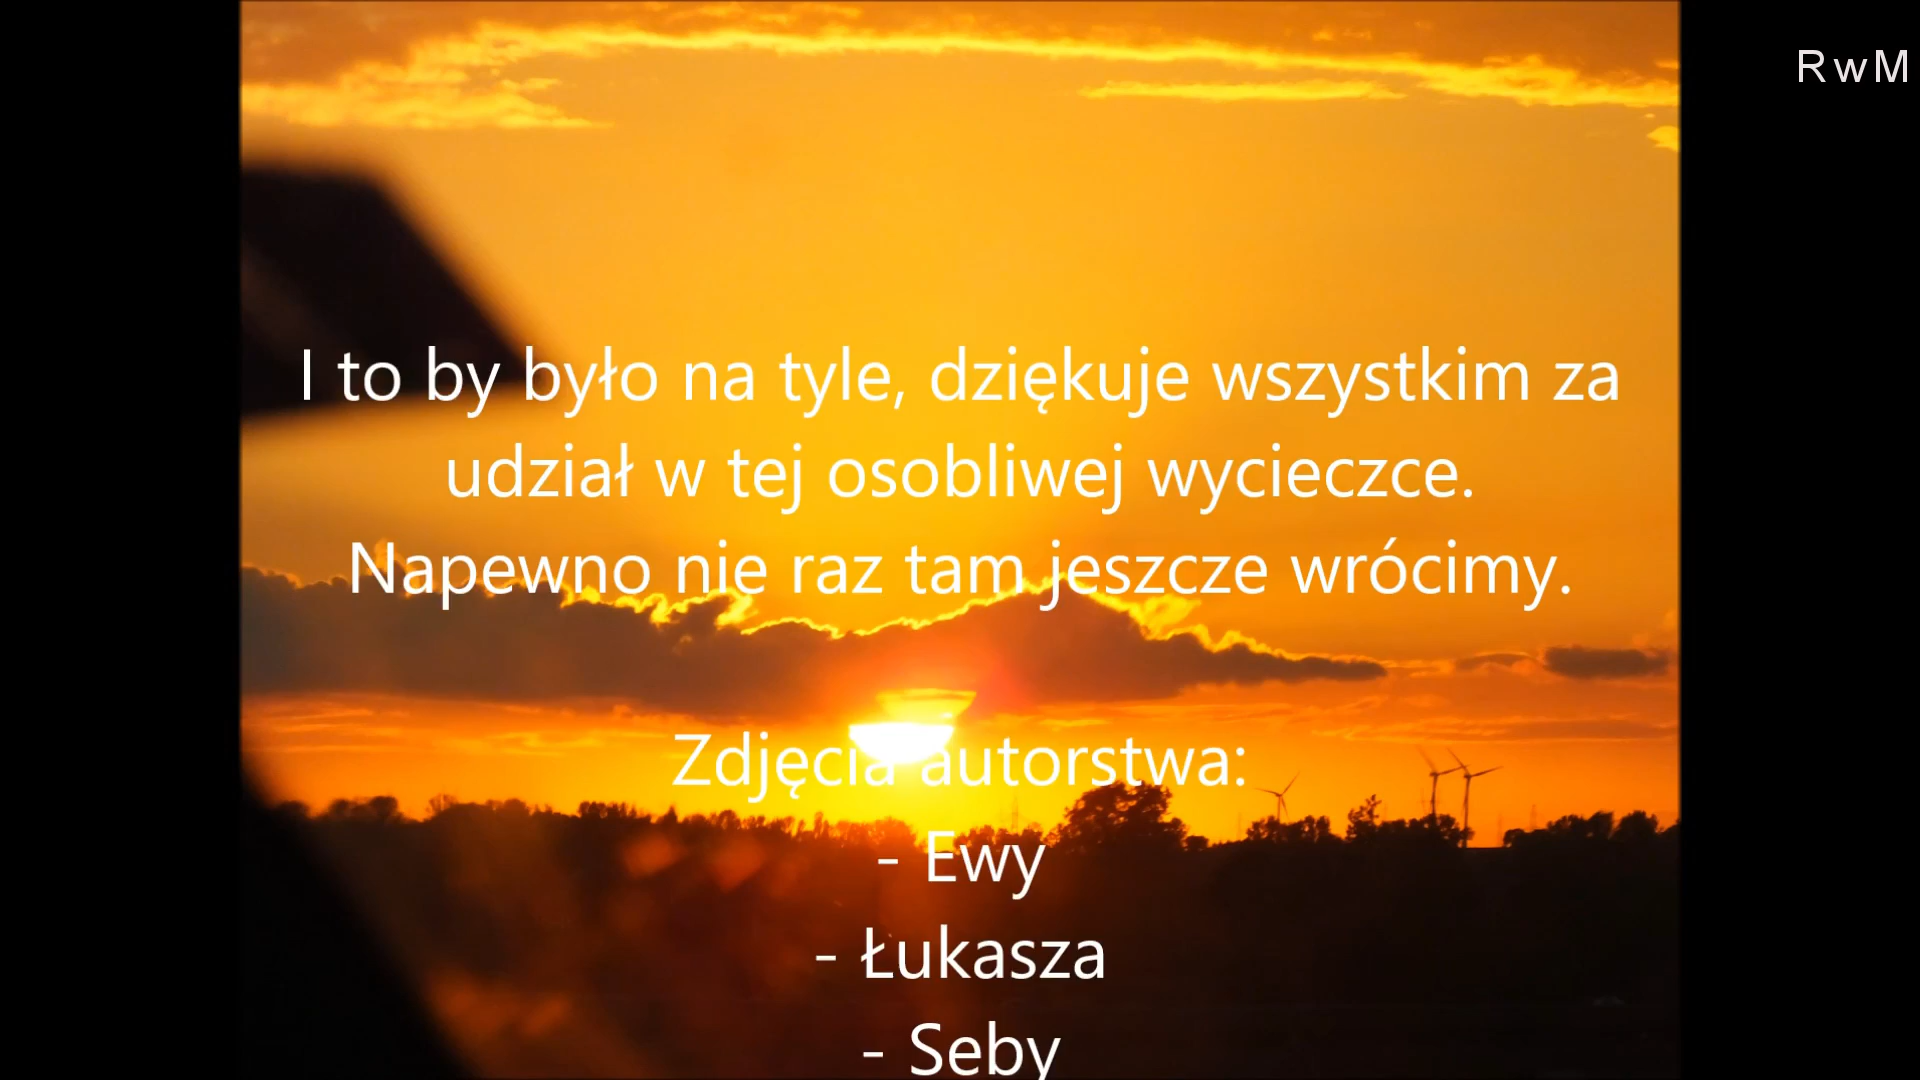 RwM
I to by było na tyle, dziękuje wszystkim za
udział w tej osobliwej wycieczce.
Napewno nie raz tam jeszcze wrócimy.
Zdjęcia autorstwa:
- Ewy
- Łukasza
- Seby